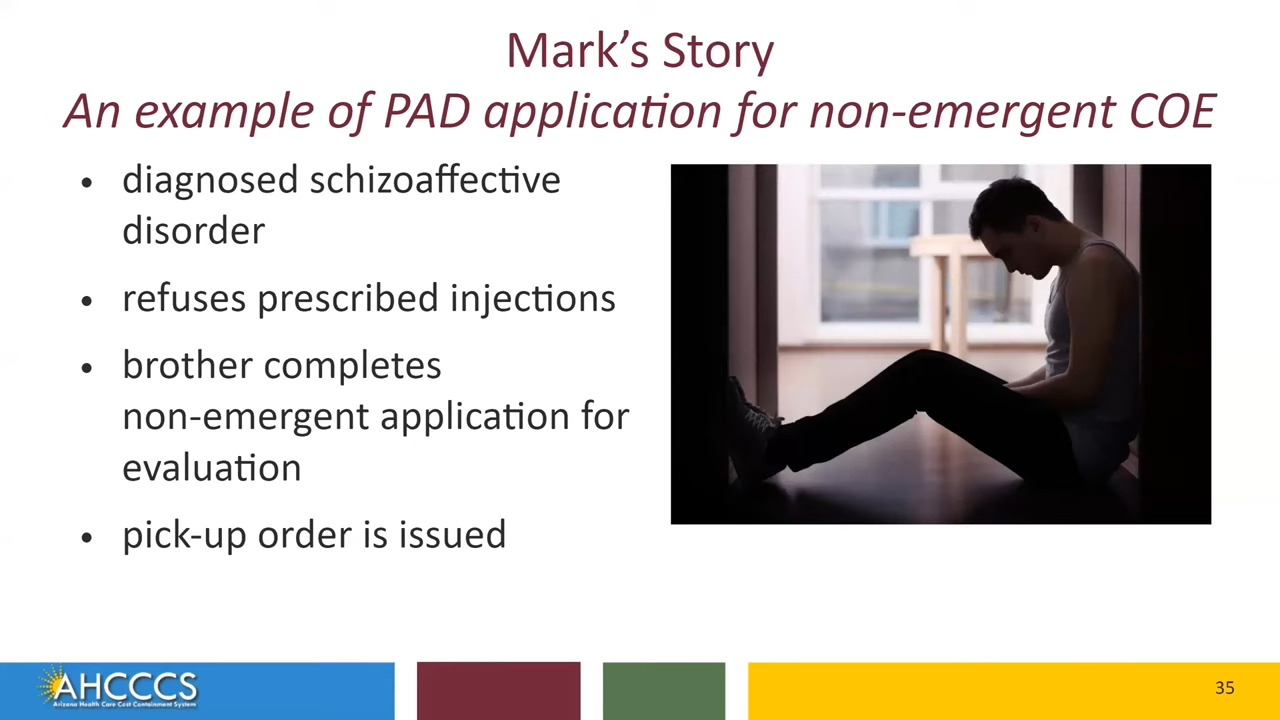 Mark’s Story
An example of PAD application for non-emergent COE
• diagnosed schizoaffective
disorder
• refuses prescribed injections
• brother completes
non-emergent application for
evaluation
• pick-up order is issued
AHCCCS
Arizona Health Care Cost Containment System
35